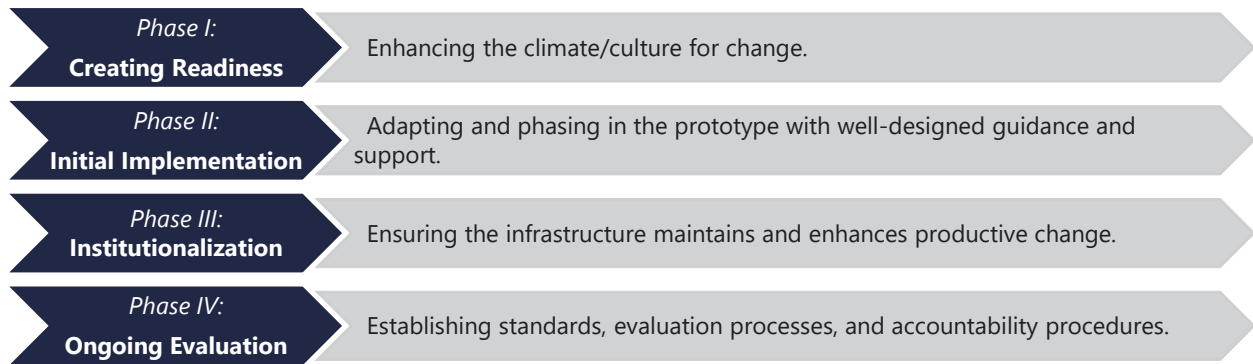 Phase I:
Creating Readiness
Enhancing the climate/culture for change.
Phase II:
Initial Implementation
Adapting and phasing in the prototype with well-designed guidance and
support.
Phase III:
Institutionalization
Ensuring the infrastructure maintains and enhances productive change.
Phase IV:
Ongoing Evaluation
Establishing standards, evaluation processes, and accountability procedures.